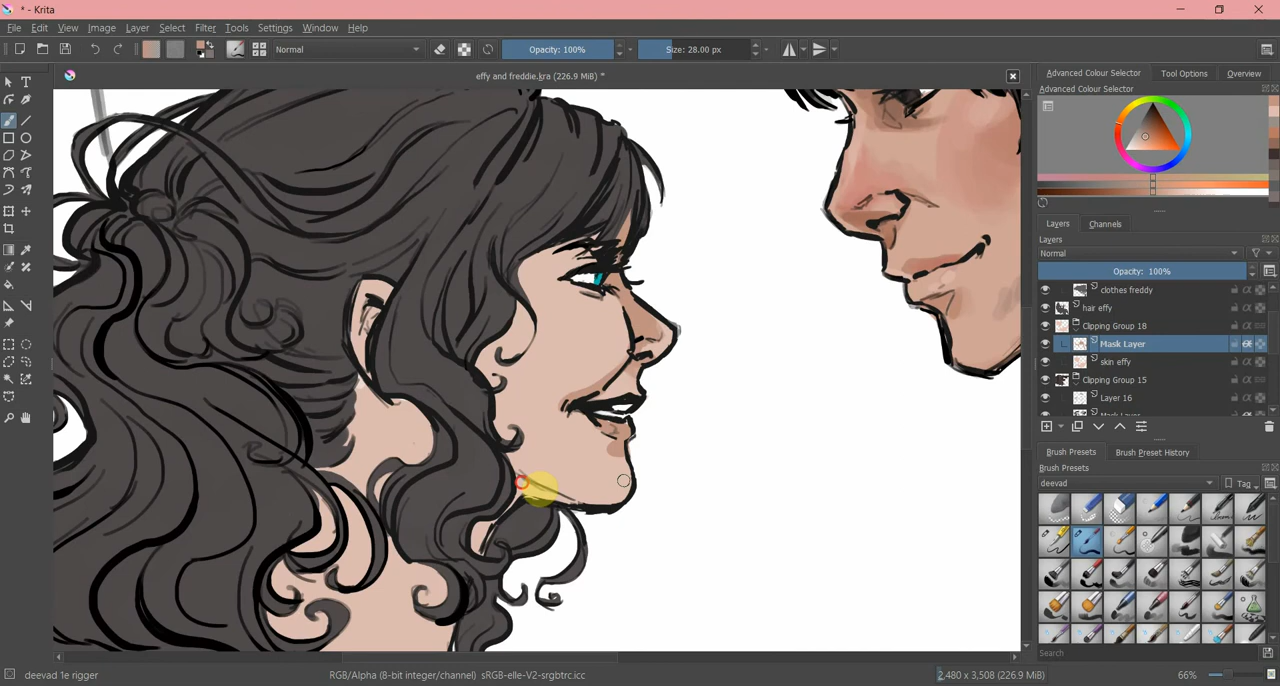 * - Krita
File Edit View Image Layer Select Filter Tools Settings Window Help
Normal Opacity: 100% Size: 28.00 px
effy and freddie.kra (226.9 MiB) *
Advanced Colour Selector Tool Options Overview
Advanced Colour Selector
Layers Channels
Layers
Normal
Opacity: 100%
clothes freddy
hair effy
Clipping Group 18
Mask Layer
skin effy
Clipping Group 15
Layer 16
Mask Layer
Brush Presets Brush Preset History
Brush Presets
deevad Tag
Search
deevad 1e rigger RGB/Alpha (8-bit integer/channel) sRGB-elle-V2-srgbtrc.icc 2,480 x 3,508 (226.9 MiB) 66%